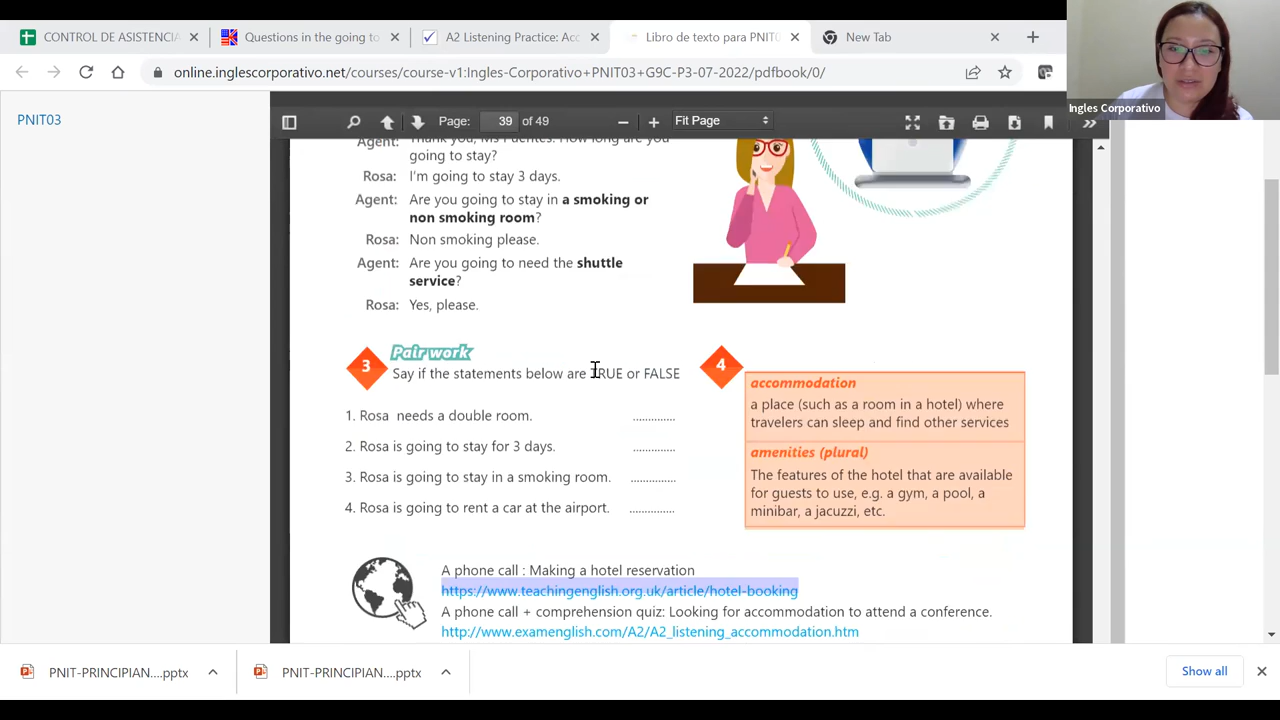 CONTROL DE ASISTENCIA
Questions in the going to
A2 Listening Practice: Acc
Libro de texto para PNIT0
New Tab
online.inglescorporativo.net/courses/course-v1:Ingles-Corporativo+PNIT03+G9C-P3-07-2022/pdfbook/0/
Ingles Corporativo
PNIT03
Page: 39 of 49
Fit Page
Agent: Thank you, Ms Fuentes. How long are you
going to stay?
Rosa: I'm going to stay 3 days.
Agent: Are you going to stay in a smoking or
non smoking room?
Rosa: Non smoking please.
Agent: Are you going to need the shuttle
service?
Rosa: Yes, please.
3 Pair work
Say if the statements below are TRUE or FALSE
1. Rosa needs a double room. ..............
2. Rosa is going to stay for 3 days. ..............
3. Rosa is going to stay in a smoking room. ...............
4. Rosa is going to rent a car at the airport. ...............
4
accommodation
a place (such as a room in a hotel) where
travelers can sleep and find other services
amenities (plural)
The features of the hotel that are available
for guests to use, e.g. a gym, a pool, a
minibar, a jacuzzi, etc.
A phone call : Making a hotel reservation
https://www.teachingenglish.org.uk/article/hotel-booking
A phone call + comprehension quiz: Looking for accommodation to attend a conference.
http://www.examenglish.com/A2/A2_listening_accommodation.htm
PNIT-PRINCIPIAN....pptx
PNIT-PRINCIPIAN....pptx
Show all